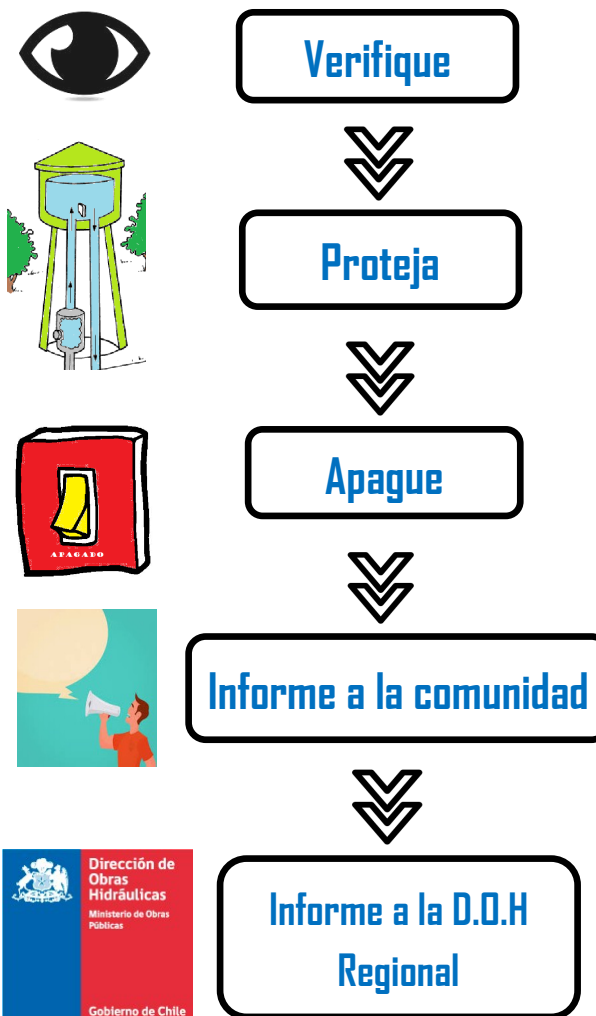 Verifique
Proteja
Apague
APAGADO
Informe a la comunidad
Dirección de
Obras
Hidráulicas
Ministerio de Obras
Públicas
Gobierno de Chile
Informe a la D.O.H
Regional